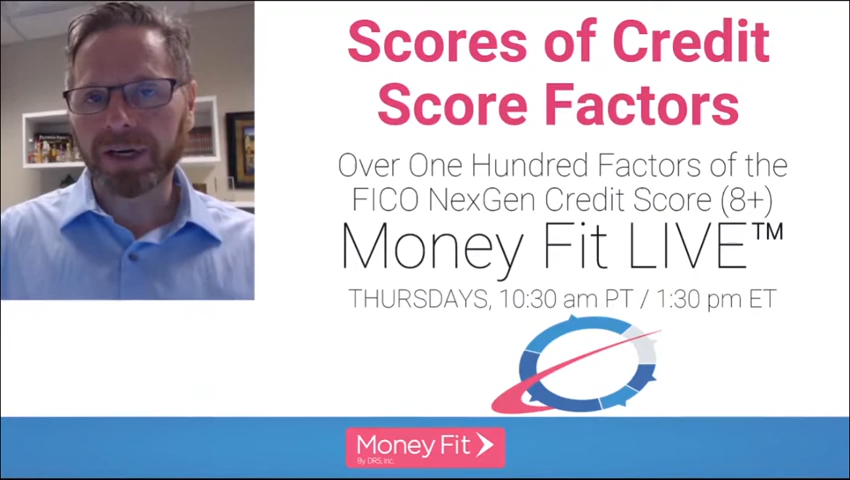 Scores of Credit
Score Factors
Over One Hundred Factors of the
FICO NexGen Credit Score (8+)
Money Fit LIVE™
THURSDAYS, 10:30 am PT / 1:30 pm ET
Money Fit
By DRS, Inc.